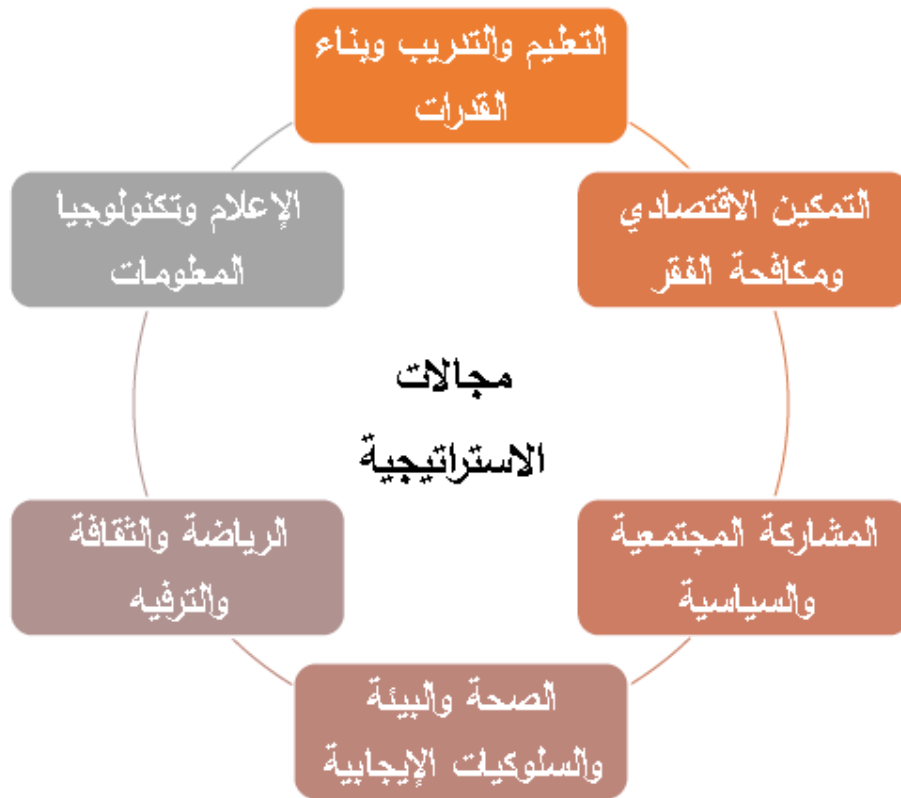 التعليم والتدريب وبناء
القدرات
التمكين الاقتصادي
ومكافحة الفقر
المشاركة المجتمعية
والسياسية
الصحة والبيئة
والسلوكيات الإيجابية
الرياضة والثقافة
والترفيه
الإعلام وتكنولوجيا
المعلومات
مجالات
الاستراتيجية